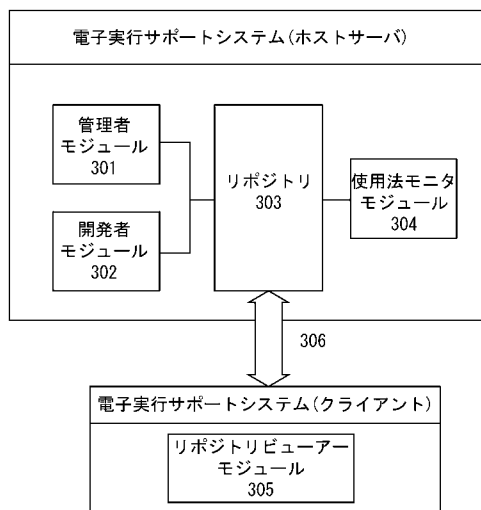 電子実行サポートシステム(ホストサーバ)
管理者
モジュール
301
開発者
モジュール
302
リポジトリ
303
使用法モニタ
モジュール
304
306
電子実行サポートシステム(クライアント)
リポジトリビューアー
モジュール
305